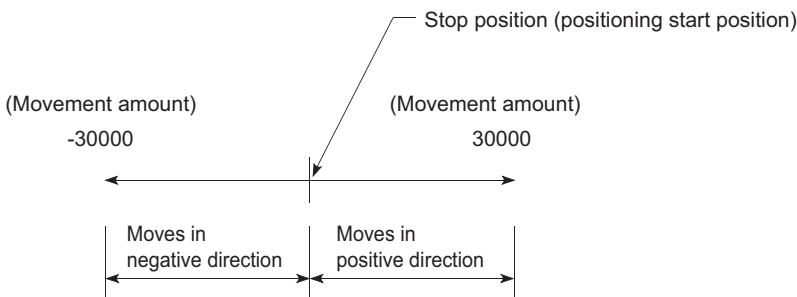 Stop position (positioning start position)
(Movement amount)
-30000
(Movement amount)
30000
Moves in
negative direction
Moves in
positive direction